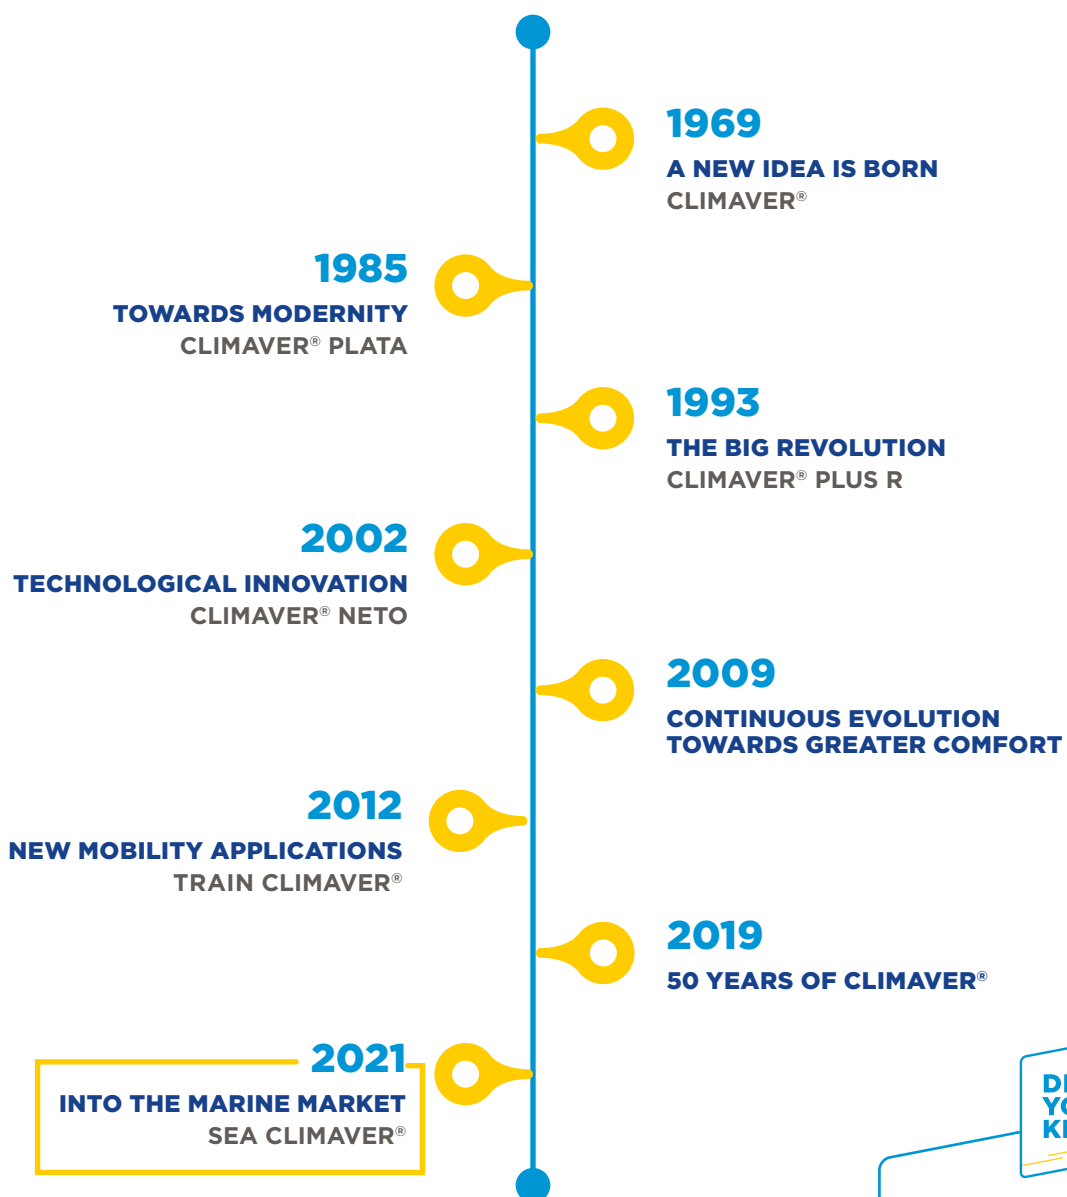 1969
A NEW IDEA IS BORN
CLIMAVER®
1985
TOWARDS MODERNITY
CLIMAVER® PLATA
1993
THE BIG REVOLUTION
CLIMAVER® PLUS R
2002
TECHNOLOGICAL INNOVATION
CLIMAVER® NETO
2009
CONTINUOUS EVOLUTION
TOWARDS GREATER COMFORT
2012
NEW MOBILITY APPLICATIONS
TRAIN CLIMAVER®
2019
50 YEARS OF CLIMAVER®
2021
INTO THE MARINE MARKET
SEA CLIMAVER®